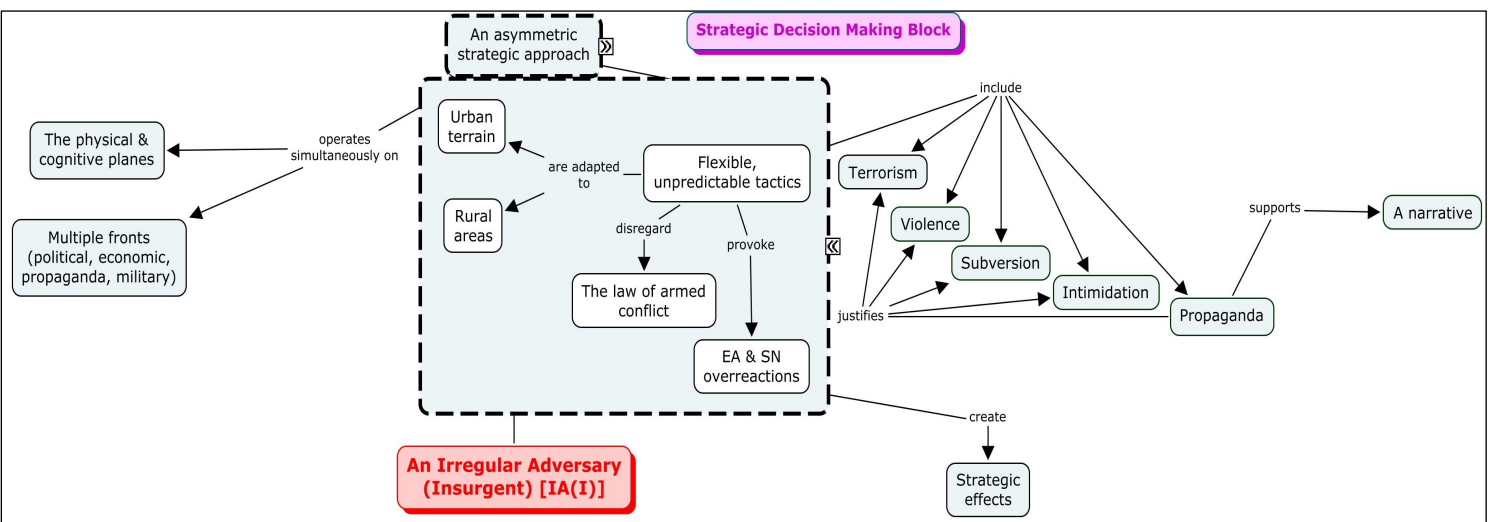 An asymmetric
strategic approach
Strategic Decision Making Block
include
Urban
terrain
The physical &
cognitive planes
operates
simultaneously on
Flexible,
unpredictable tactics
are adapted
to
Terrorism
Rural
areas
Violence
supports
A narrative
disregard
provoke
Multiple fronts
(political, economic,
propaganda, military)
Subversion
Intimidation
The law of armed
conflict
justifies
Propaganda
EA & SN
overreactions
create
An Irregular Adversary
(Insurgent) [IA(I)]
Strategic
effects